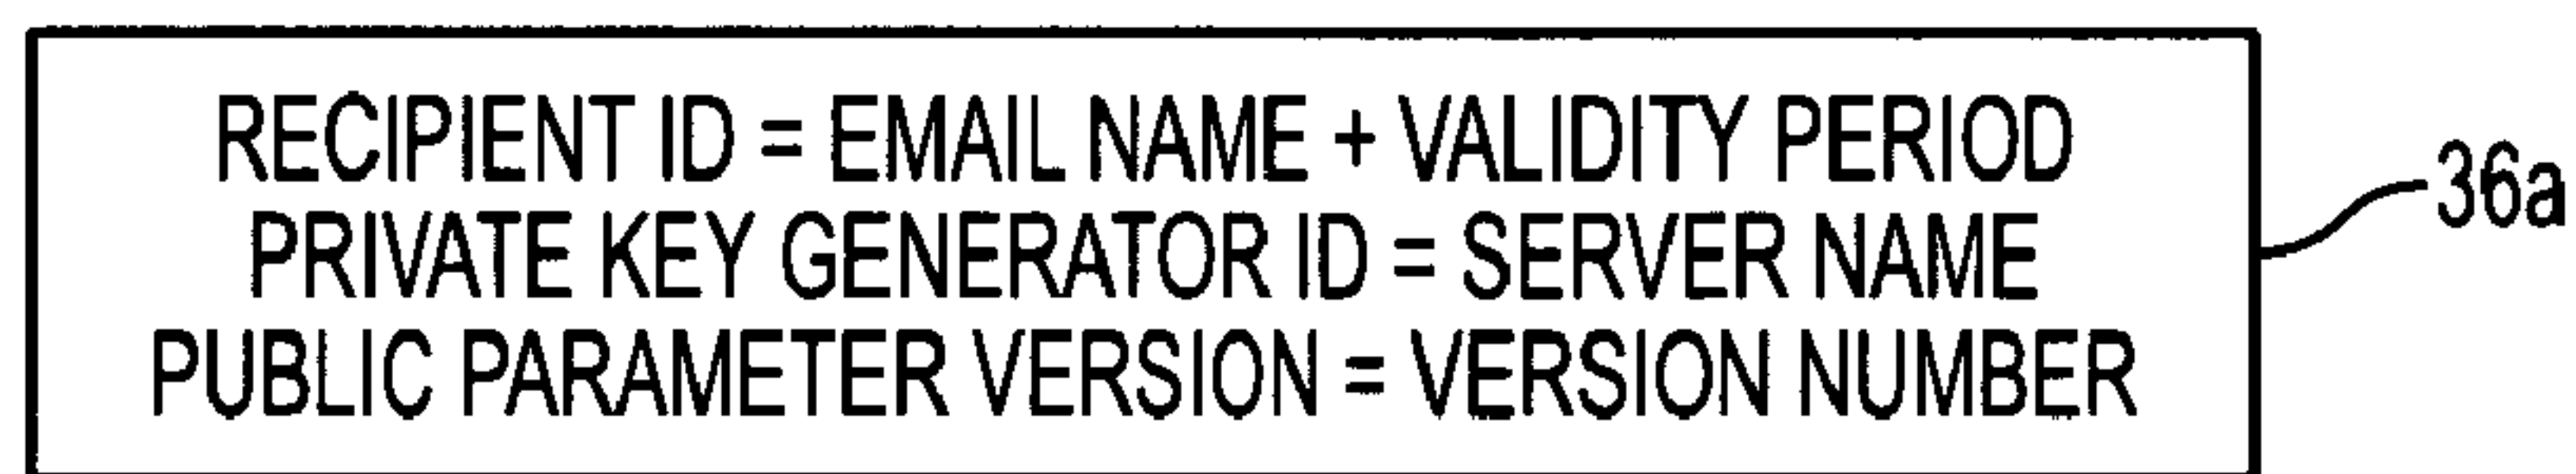 RECIPIENT ID = EMAIL NAME + VALIDITY PERIOD
PRIVATE KEY GENERATOR ID = SERVER NAME
PUBLIC PARAMETER VERSION = VERSION NUMBER
36a